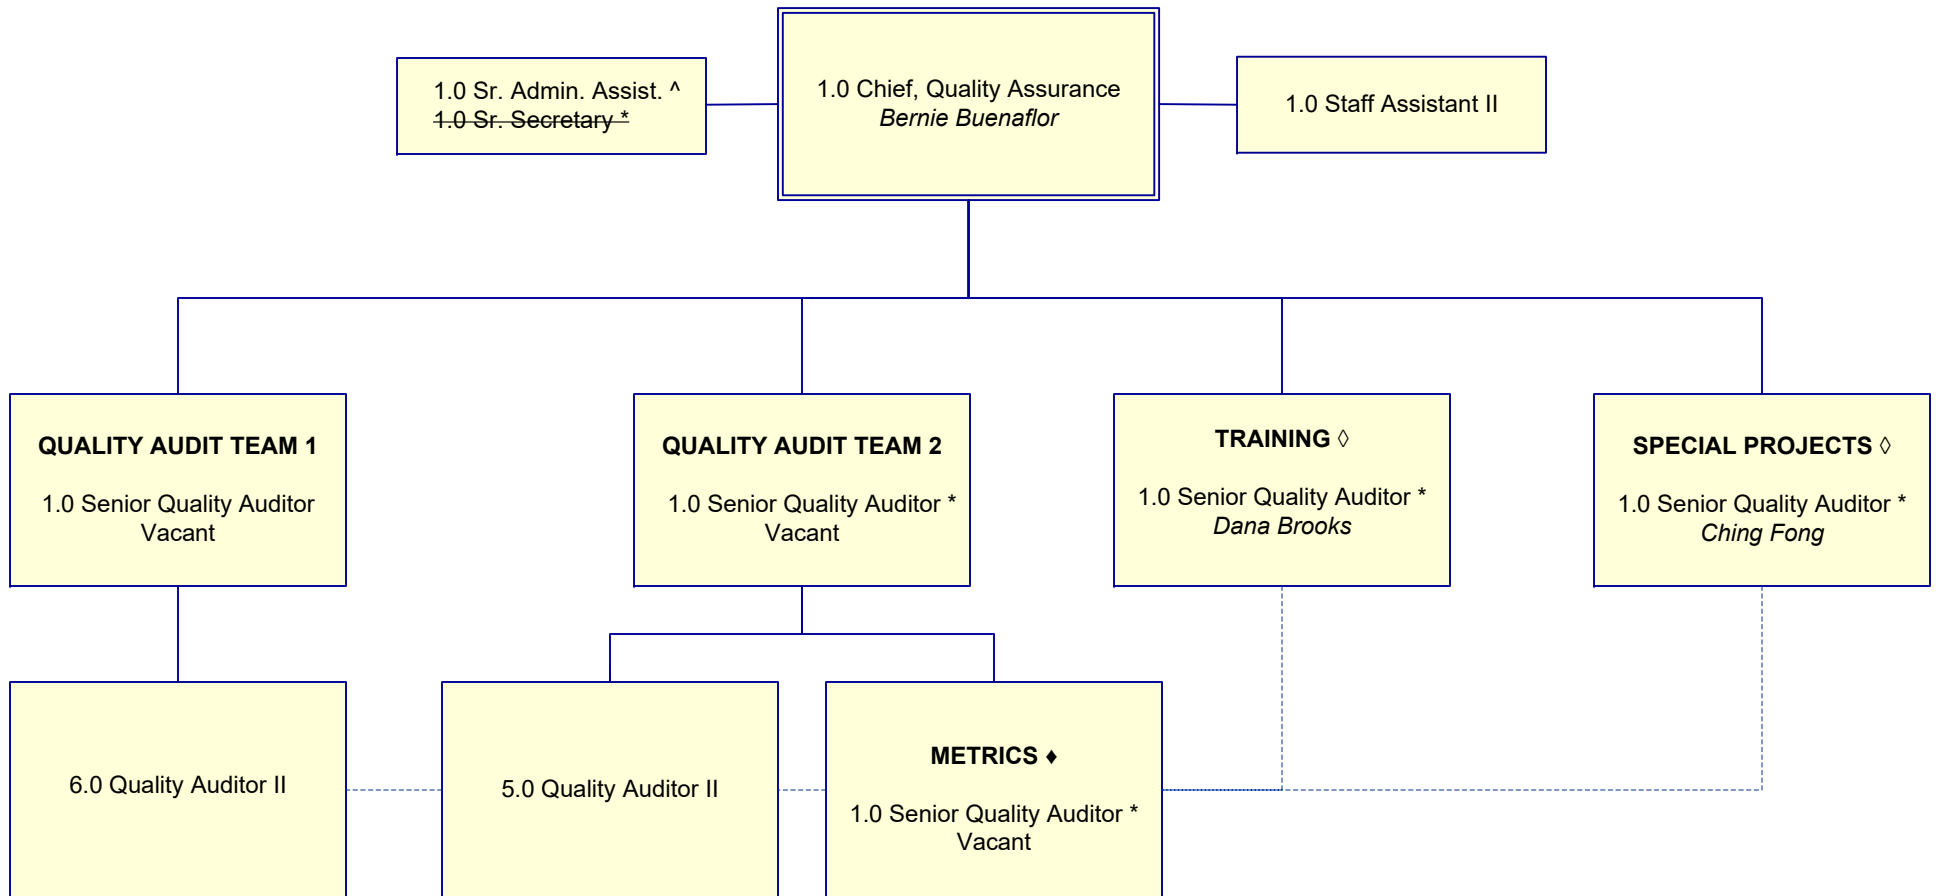 1.0 Sr. Admin. Assist. ^
1.0 Sr. Secretary *
1.0 Chief, Quality Assurance
Bernie Buenaflor
1.0 Staff Assistant II
QUALITY AUDIT TEAM 1
1.0 Senior Quality Auditor
Vacant
QUALITY AUDIT TEAM 2
1.0 Senior Quality Auditor *
Vacant
TRAINING ◊
1.0 Senior Quality Auditor *
Dana Brooks
SPECIAL PROJECTS ◊
1.0 Senior Quality Auditor *
Ching Fong
6.0 Quality Auditor II
5.0 Quality Auditor II
METRICS ♦
1.0 Senior Quality Auditor *
Vacant